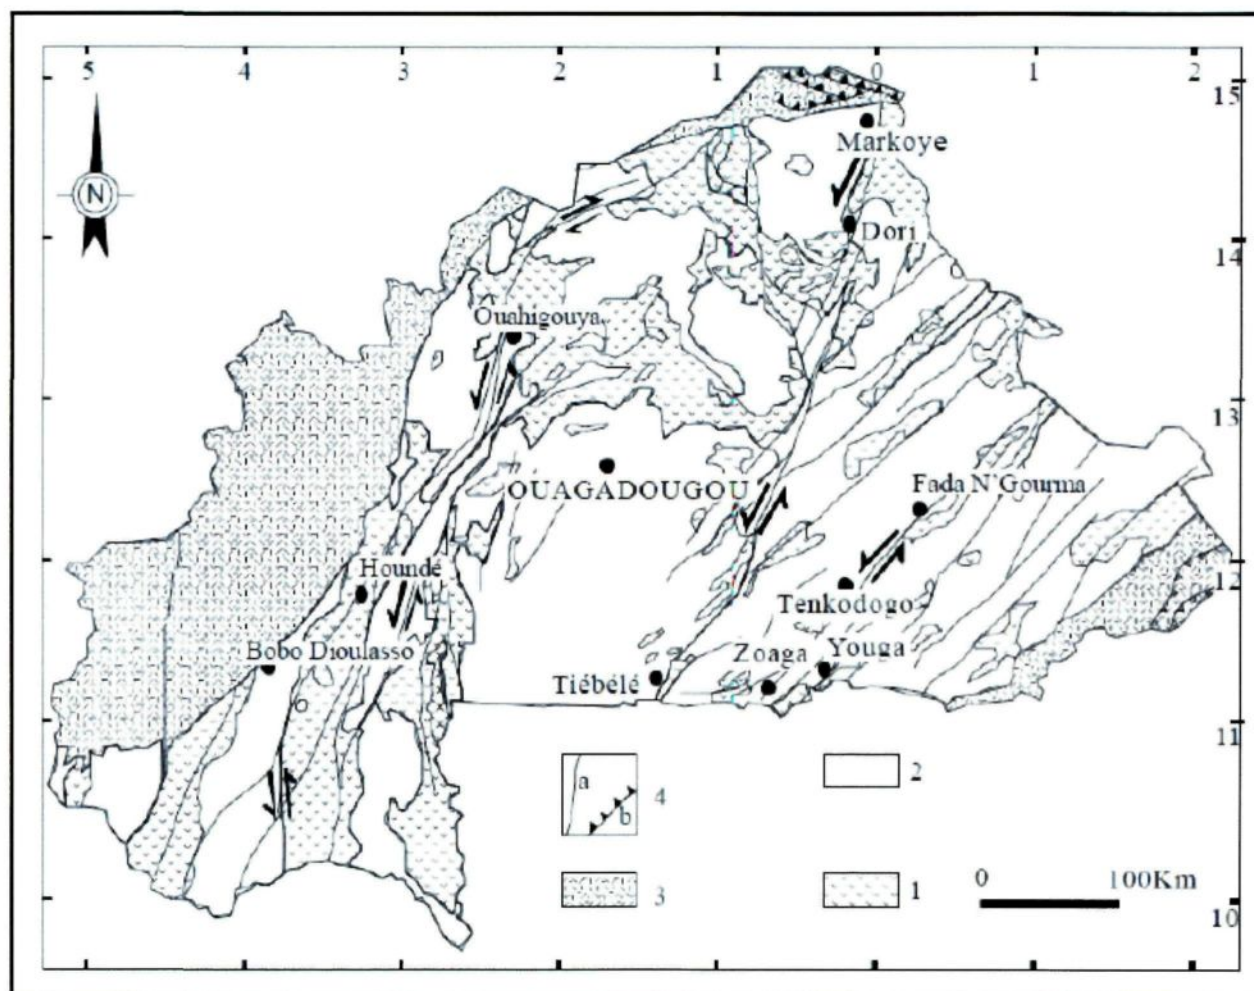 5 4 3 2 1 0 1 2
15
N
Markoye
Dori
14
Ouahigouya
13
OUAGADOUGOU
Fada N'Gourma
12
Houndé
Tenkodogo
Bobo Dioulasso
Zoaga
Youga
Tiébélé
11
a
b
4
2
3
1
0 100Km
10